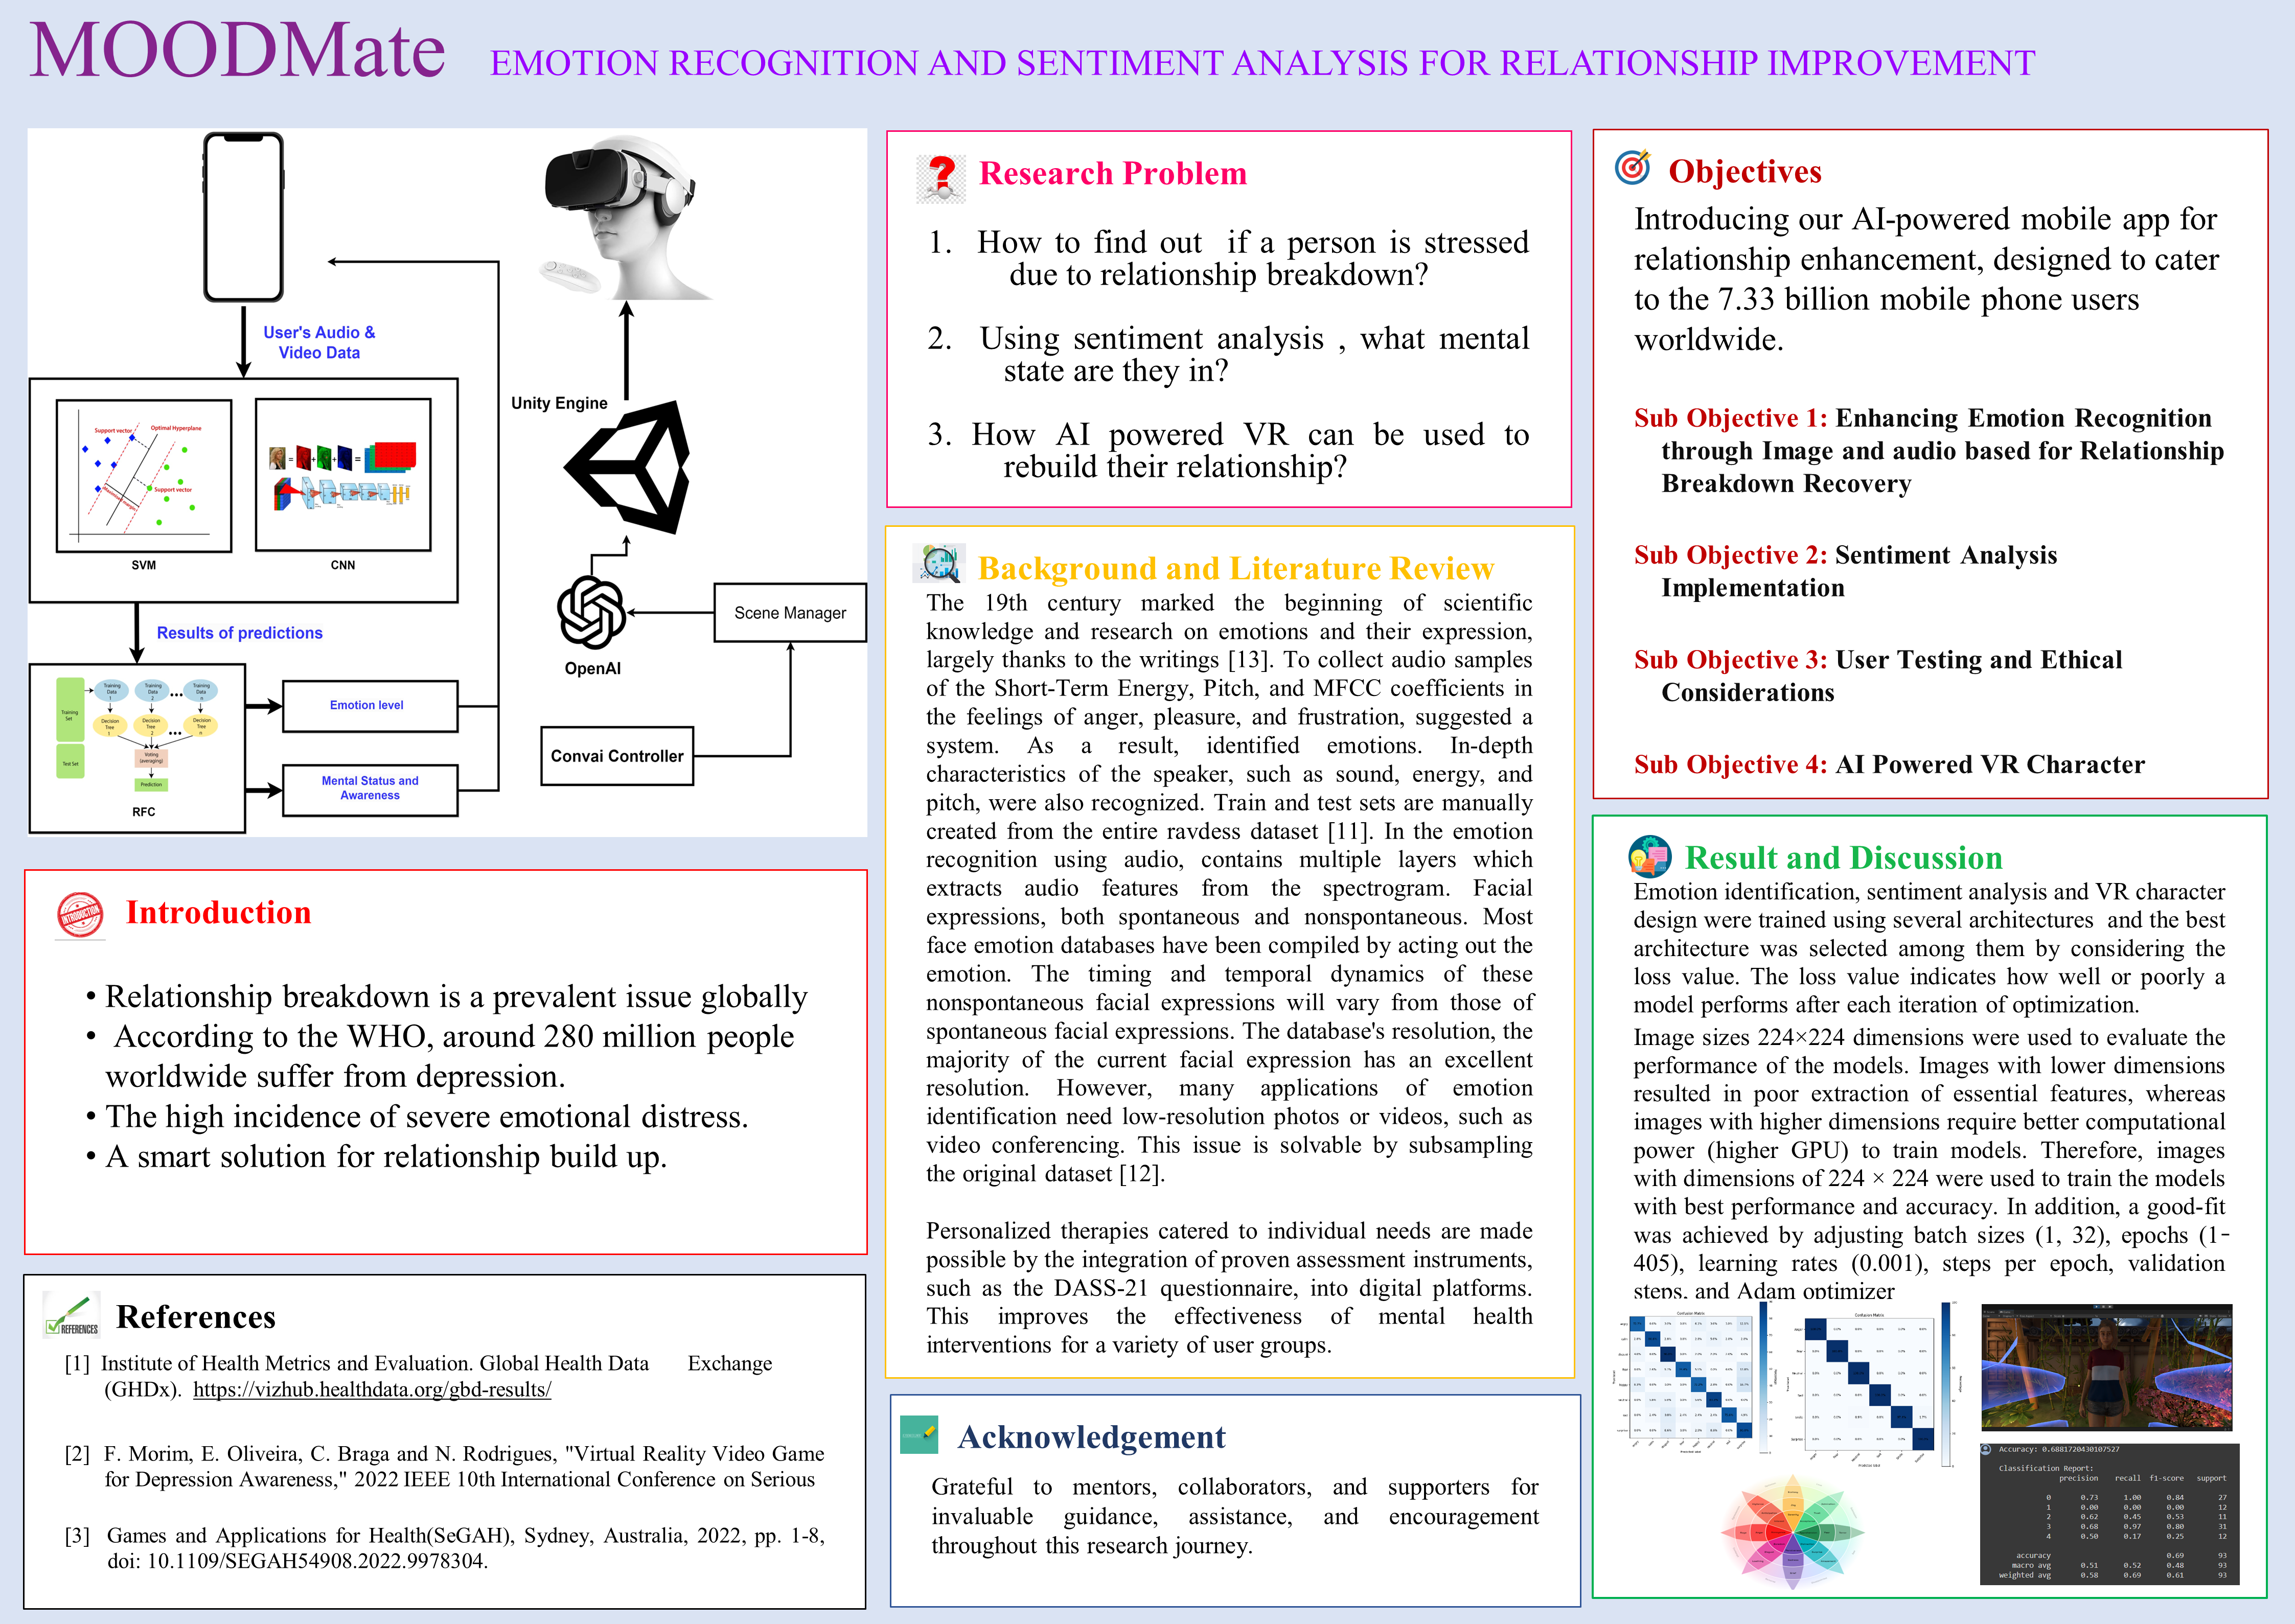 MOODMate
EMOTION RECOGNITION AND SENTIMENT ANALYSIS FOR RELATIONSHIP IMPROVEMENT
User's Audio &
Video Data
Support vector
Optimal Hyperplane
Maximum margin
Support vector
SVM
CNN
Results of predictions
Training Set
Test Set
Training Data 1
Training Data 2
Training Data n
Decision Tree 1
Decision Tree 2
Decision Tree n
Voting (averaging)
Prediction
RFC
Emotion level
Mental Status and
Awareness
Unity Engine
OpenAI
Scene Manager
Convai Controller
Introduction
• Relationship breakdown is a prevalent issue globally
• According to the WHO, around 280 million people
worldwide suffer from depression.
• The high incidence of severe emotional distress.
• A smart solution for relationship build up.
REFERENCES
References
[1] Institute of Health Metrics and Evaluation. Global Health Data Exchange
(GHDx). https://vizhub.healthdata.org/gbd-results/
[2] F. Morim, E. Oliveira, C. Braga and N. Rodrigues, "Virtual Reality Video Game
for Depression Awareness," 2022 IEEE 10th International Conference on Serious
[3] Games and Applications for Health(SeGAH), Sydney, Australia, 2022, pp. 1-8,
doi: 10.1109/SEGAH54908.2022.9978304.
Research Problem
1. How to find out if a person is stressed
due to relationship breakdown?
2. Using sentiment analysis , what mental
state are they in?
3. How AI powered VR can be used to
rebuild their relationship?
Background and Literature Review
The 19th century marked the beginning of scientific
knowledge and research on emotions and their expression,
largely thanks to the writings [13]. To collect audio samples
of the Short-Term Energy, Pitch, and MFCC coefficients in
the feelings of anger, pleasure, and frustration, suggested a
system. As a result, identified emotions. In-depth
characteristics of the speaker, such as sound, energy, and
pitch, were also recognized. Train and test sets are manually
created from the entire ravdess dataset [11]. In the emotion
recognition using audio, contains multiple layers which
extracts audio features from the spectrogram. Facial
expressions, both spontaneous and nonspontaneous. Most
face emotion databases have been compiled by acting out the
emotion. The timing and temporal dynamics of these
nonspontaneous facial expressions will vary from those of
spontaneous facial expressions. The database's resolution, the
majority of the current facial expression has an excellent
resolution. However, many applications of emotion
identification need low-resolution photos or videos, such as
video conferencing. This issue is solvable by subsampling
the original dataset [12].
Personalized therapies catered to individual needs are made
possible by the integration of proven assessment instruments,
such as the DASS-21 questionnaire, into digital platforms.
This improves the effectiveness of mental health
interventions for a variety of user groups.
Acknowledgement
Grateful to mentors, collaborators, and supporters for
invaluable guidance, assistance, and encouragement
throughout this research journey.
Objectives
Introducing our AI-powered mobile app for
relationship enhancement, designed to cater
to the 7.33 billion mobile phone users
worldwide.
Sub Objective 1: Enhancing Emotion Recognition
through Image and audio based for Relationship
Breakdown Recovery
Sub Objective 2: Sentiment Analysis
Implementation
Sub Objective 3: User Testing and Ethical
Considerations
Sub Objective 4: AI Powered VR Character
Result and Discussion
Emotion identification, sentiment analysis and VR character
design were trained using several architectures and the best
architecture was selected among them by considering the
loss value. The loss value indicates how well or poorly a
model performs after each iteration of optimization.
Image sizes 224×224 dimensions were used to evaluate the
performance of the models. Images with lower dimensions
resulted in poor extraction of essential features, whereas
images with higher dimensions require better computational
power (higher GPU) to train models. Therefore, images
with dimensions of 224 × 224 were used to train the models
with best performance and accuracy. In addition, a good-fit
was achieved by adjusting batch sizes (1, 32), epochs (1-
405), learning rates (0.001), steps per epoch, validation
steps, and Adam optimizer
Confusion Matrix
Confusion Matrix
Accuracy: 0.6881720430107527
Classification Report:
precision recall f1-score support
0 0.73 1.00 0.84 27
1 0.00 0.00 0.00 12
2 0.62 0.45 0.53 11
3 0.68 0.97 0.80 31
4 0.50 0.17 0.25 12
accuracy 0.69 93
macro avg 0.51 0.52 0.48 93
weighted avg 0.58 0.69 0.61 93